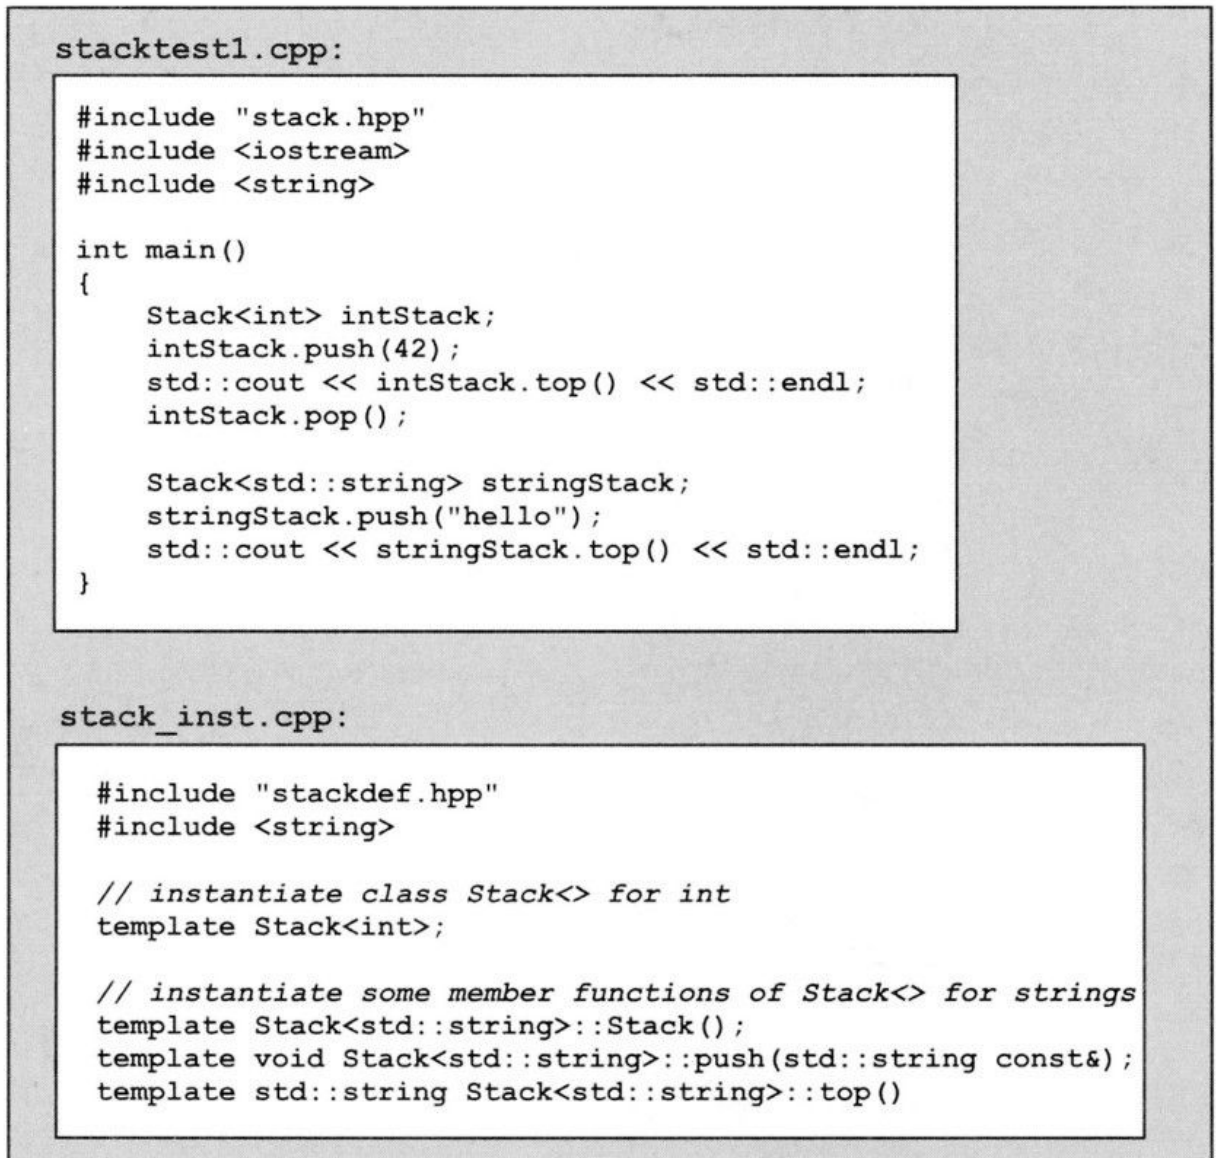 stacktest1.cpp:
#include "stack.hpp"
#include <iostream>
#include <string>
int main()
{
    Stack<int> intStack;
    intStack.push(42);
    std::cout << intStack.top() << std::endl;
    intStack.pop();
    Stack<std::string> stringStack;
    stringStack.push("hello");
    std::cout << stringStack.top() << std::endl;
}
stack_inst.cpp:
#include "stackdef.hpp"
#include <string>
// instantiate class Stack<> for int
template Stack<int>;
// instantiate some member functions of Stack<> for strings
template Stack<std::string>::Stack();
template void Stack<std::string>::push(std::string const&);
template std::string Stack<std::string>::top()